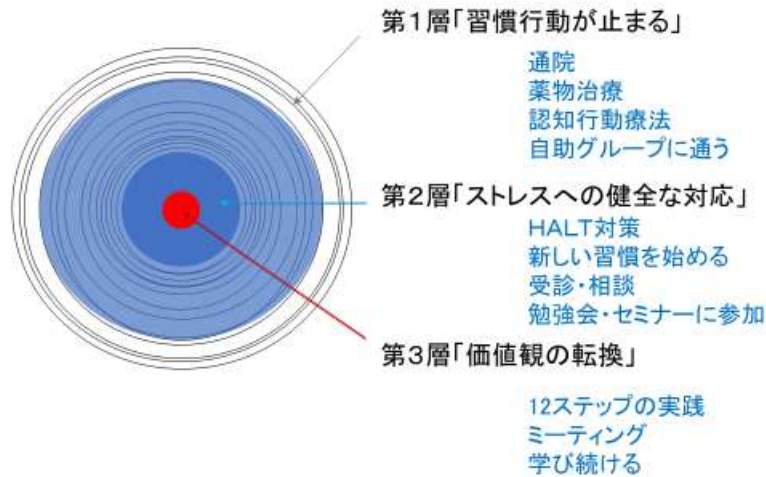 第１層「習慣行動が止まる」
通院
薬物治療
認知行動療法
自助グループに通う
第２層「ストレスへの健全な対応」
ＨＡＬＴ対策
新しい習慣を始める
受診・相談
勉強会・セミナーに参加
第３層「価値観の転換」
12ステップの実践
ミーティング
学び続ける